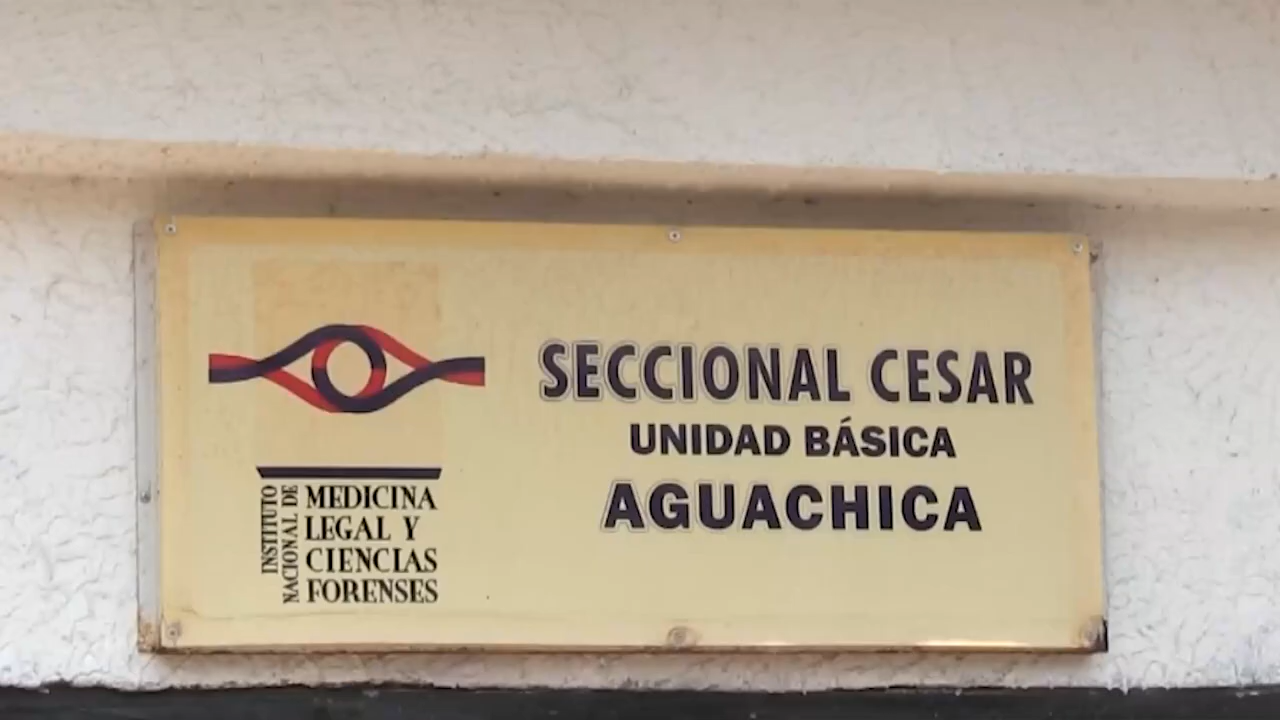 INSTITUTO
NACIONAL DE
MEDICINA
LEGAL Y
CIENCIAS
FORENSES
SECCIONAL CESAR
UNIDAD BÁSICA
AGUACHICA